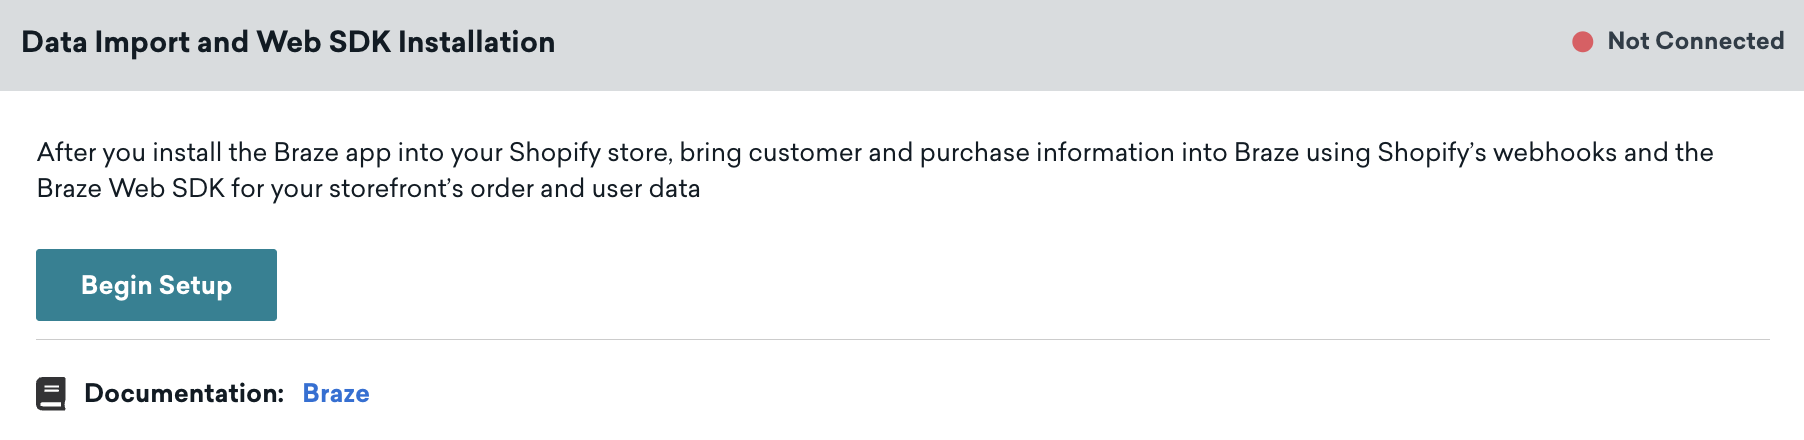 Data Import and Web SDK Installation
Not Connected
After you install the Braze app into your Shopify store, bring customer and purchase information into Braze using Shopify’s webhooks and the
Braze Web SDK for your storefront’s order and user data
Begin Setup
Documentation: Braze